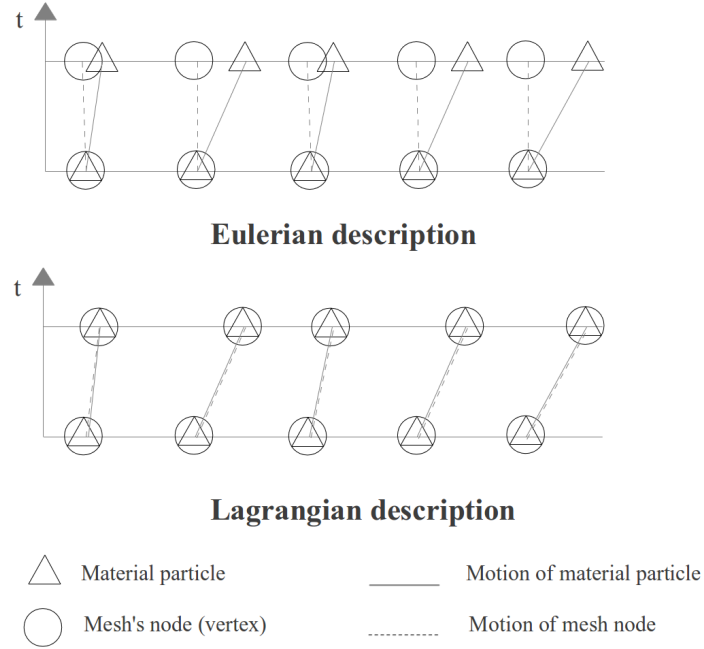 t
Eulerian description
t
Lagrangian description
Material particle
Motion of material particle
Mesh's node (vertex)
Motion of mesh node